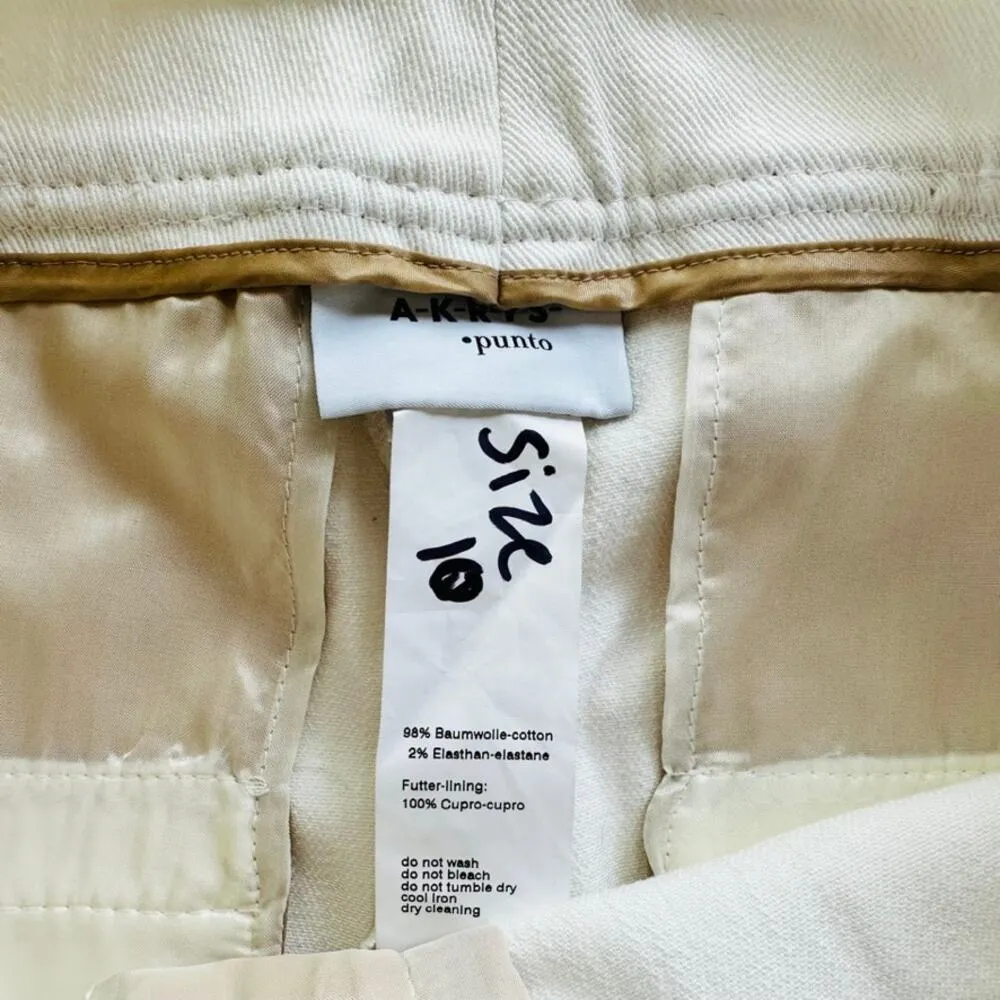 A-K-R-I-S-
•punto
Size
10
98% Baumwolle-cotton
2% Elasthan-elastane
Futter-lining:
100% Cupro-cupro
do not wash
do not bleach
do not tumble dry
cool iron
dry cleaning